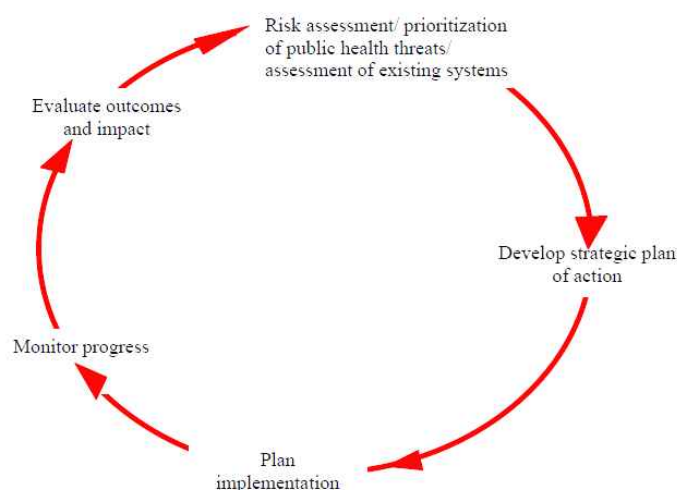 Risk assessment/ prioritization
of public health threats/
assessment of existing systems
Develop strategic plan
of action
Plan
implementation
Monitor progress
Evaluate outcomes
and impact